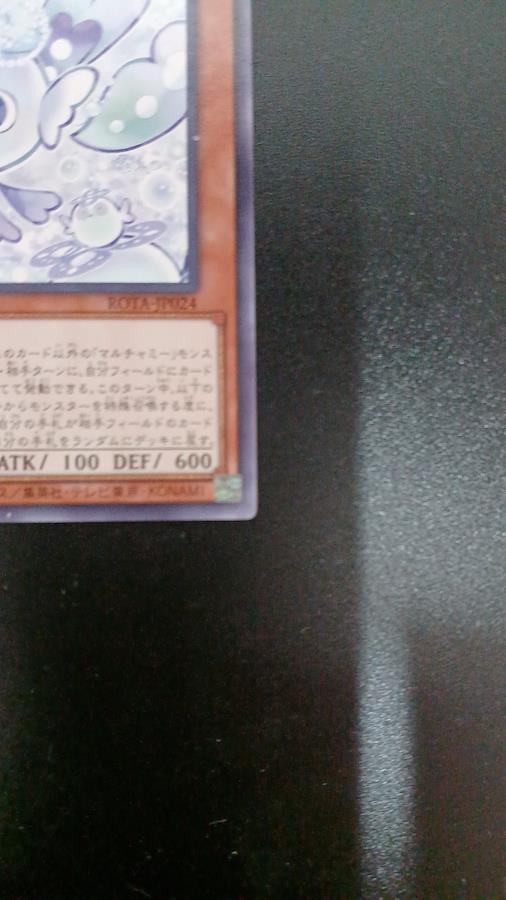 ROTA-JP024
のカード以外の「マルチャミー」モンス
相手ターンに、自分フィールドにカード
てて発動できる。このターン中、以下の
からモンスターを特殊召喚する度に、
自分の手札が相手フィールドのカード
自分の手札をランダムにデッキに戻す。
ATK/ 100 DEF/ 600
ス／集英社・テレビ東京・KONAMI